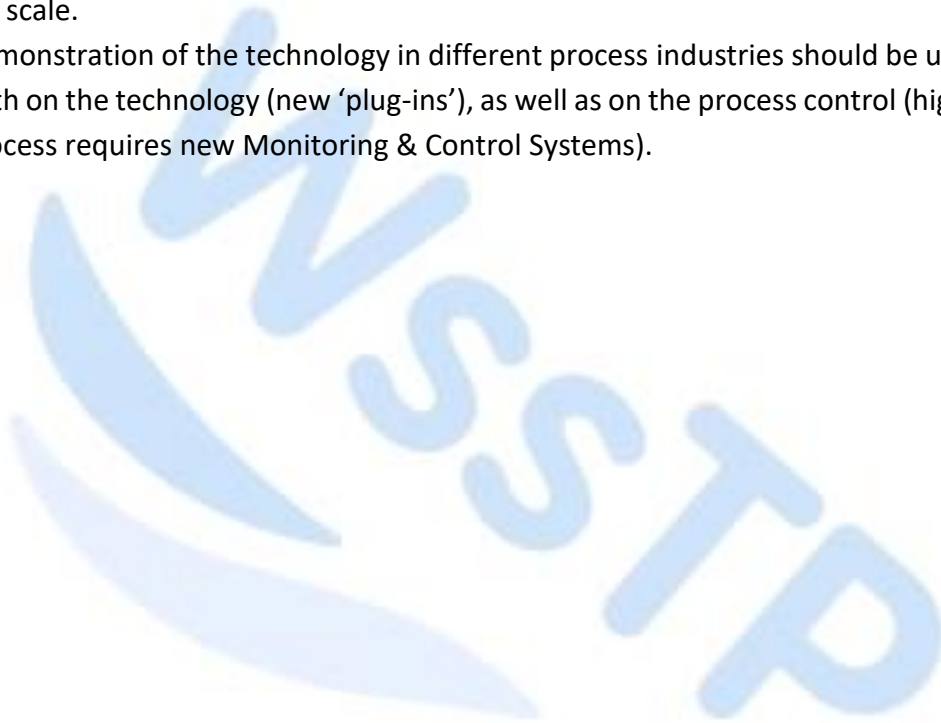 scale.
monstration of the technology in different process industries should be u
th on the technology (new ‘plug-ins’), as well as on the process control (hig
ocess requires new Monitoring & Control Systems).
WSSTP